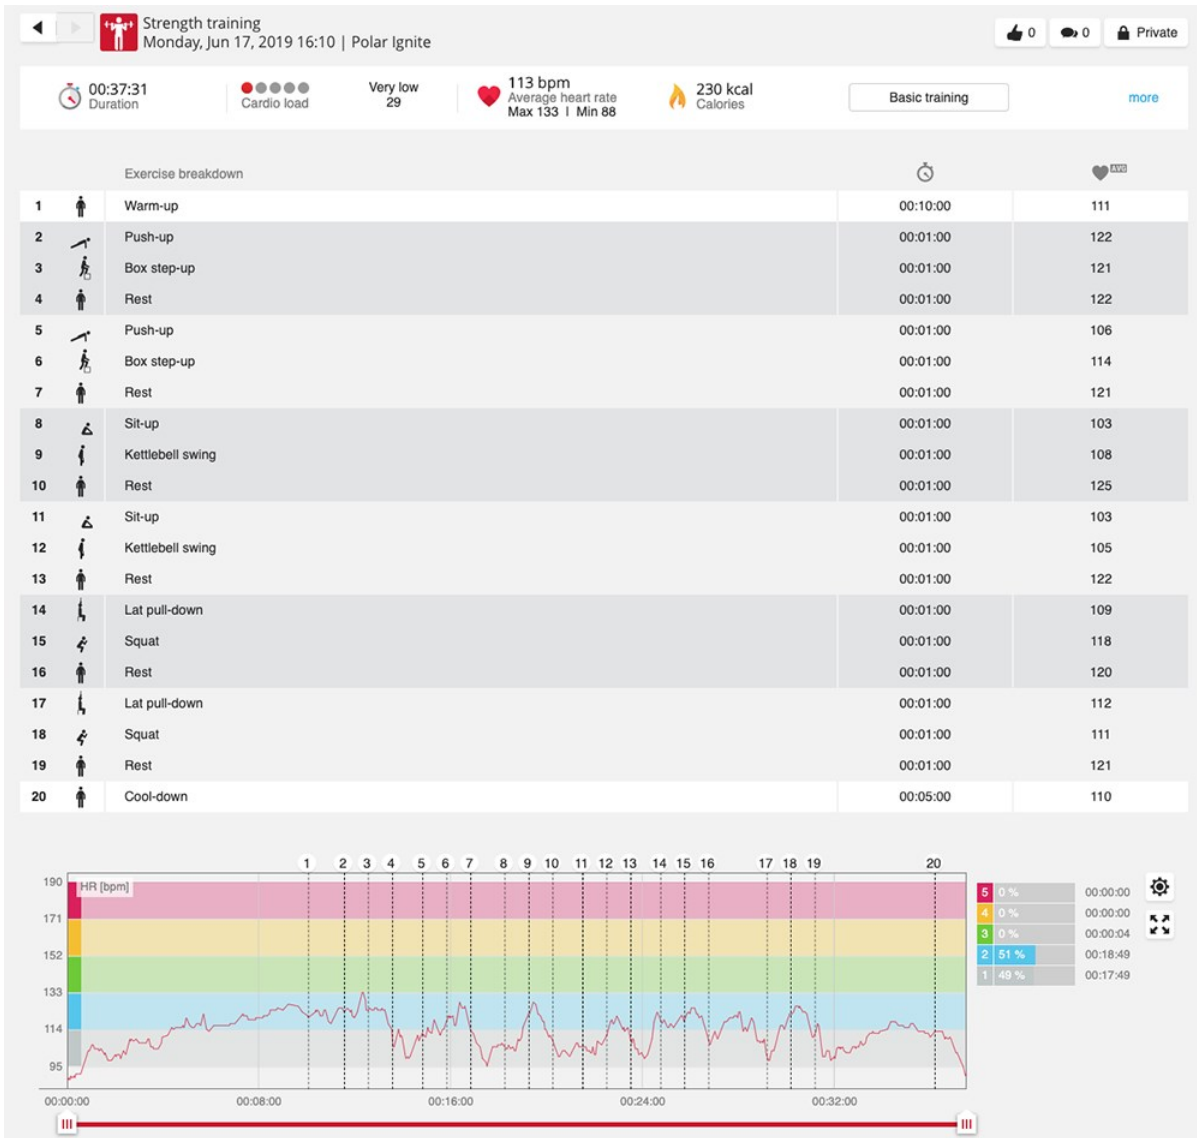 Strength training
Monday, Jun 17, 2019 16:10 | Polar Ignite
0 0 Private
00:37:31
Duration
Cardio load
Very low
29
113 bpm
Average heart rate
Max 133 | Min 88
230 kcal
Calories
Basic training
more
Exercise breakdown AVG
1 Warm-up 00:10:00 111
2 Push-up 00:01:00 122
3 Box step-up 00:01:00 121
4 Rest 00:01:00 122
5 Push-up 00:01:00 106
6 Box step-up 00:01:00 114
7 Rest 00:01:00 121
8 Sit-up 00:01:00 103
9 Kettlebell swing 00:01:00 108
10 Rest 00:01:00 125
11 Sit-up 00:01:00 103
12 Kettlebell swing 00:01:00 105
13 Rest 00:01:00 122
14 Lat pull-down 00:01:00 109
15 Squat 00:01:00 118
16 Rest 00:01:00 120
17 Lat pull-down 00:01:00 112
18 Squat 00:01:00 111
19 Rest 00:01:00 121
20 Cool-down 00:05:00 110
1 2 3 4 5 6 7 8 9 10 11 12 13 14 15 16 17 18 19 20
HR [bpm]
190
171
152
133
114
95
00:00:00 00:08:00 00:16:00 00:24:00 00:32:00
5 0 % 00:00:00
4 0 % 00:00:00
3 0 % 00:00:04
2 51 % 00:18:49
1 49 % 00:17:49